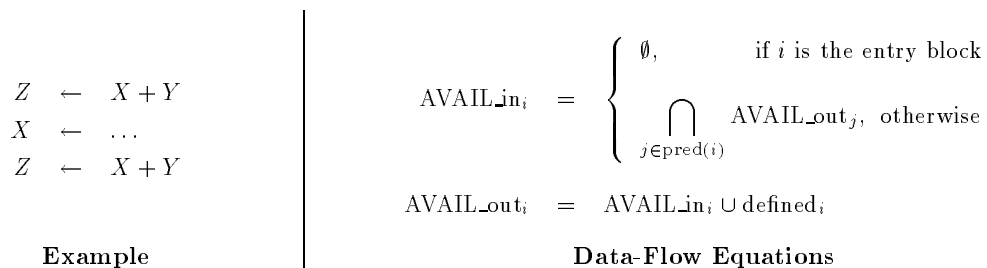 Z ← X + Y
X ← ...
Z ← X + Y
Example
AVAIL_in_i = { ∅, if i is the entry block
⋂_{j∈pred(i)} AVAIL_out_j, otherwise
AVAIL_out_i = AVAIL_in_i ∪ defined_i
Data-Flow Equations